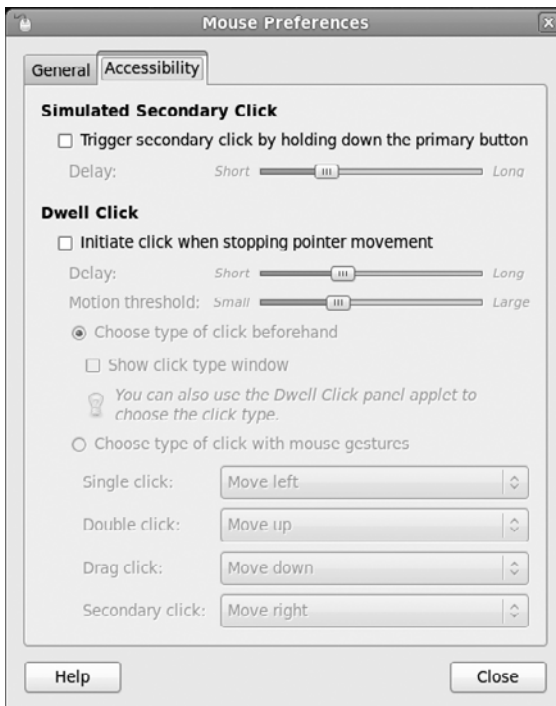 Mouse Preferences
General Accessibility
Simulated Secondary Click
Trigger secondary click by holding down the primary button
Delay: Short Long
Dwell Click
Initiate click when stopping pointer movement
Delay: Short Long
Motion threshold: Small Large
Choose type of click beforehand
Show click type window
You can also use the Dwell Click panel applet to
choose the click type.
Choose type of click with mouse gestures
Single click: Move left
Double click: Move up
Drag click: Move down
Secondary click: Move right
Help Close